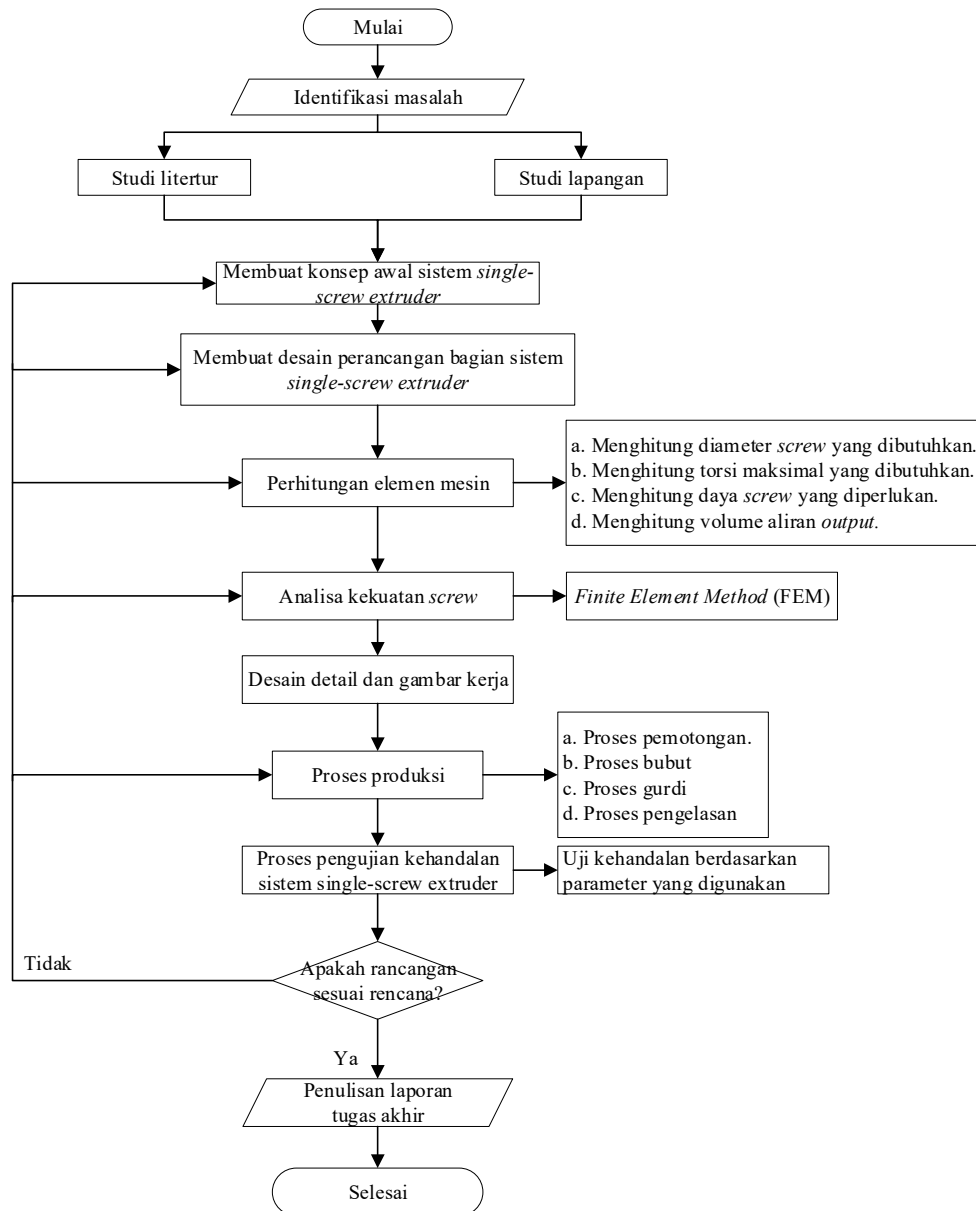 Mulai
Identifikasi masalah
Studi litertur
Studi lapangan
Membuat konsep awal sistem single-
screw extruder
Membuat desain perancangan bagian sistem
single-screw extruder
Perhitungan elemen mesin
a. Menghitung diameter screw yang dibutuhkan.
b. Menghitung torsi maksimal yang dibutuhkan.
c. Menghitung daya screw yang diperlukan.
d. Menghitung volume aliran output.
Analisa kekuatan screw
Finite Element Method (FEM)
Desain detail dan gambar kerja
Proses produksi
a. Proses pemotongan.
b. Proses bubut
c. Proses gurdi
d. Proses pengelasan
Proses pengujian kehandalan
sistem single-screw extruder
Uji kehandalan berdasarkan
parameter yang digunakan
Tidak
Apakah rancangan
sesuai rencana?
Ya
Penulisan laporan
tugas akhir
Selesai